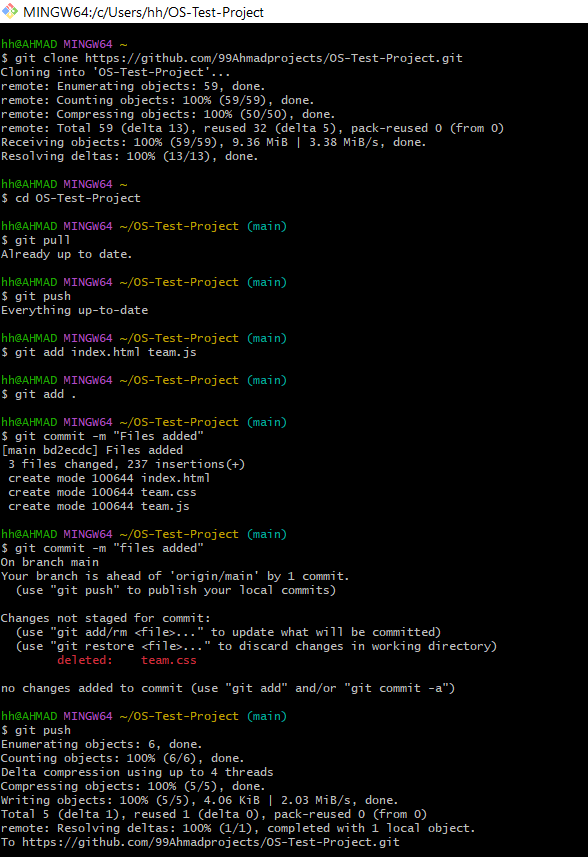 MINGW64:/c/Users/hh/OS-Test-Project
hh@AHMAD MINGW64 ~
$ git clone https://github.com/99Ahmadprojects/OS-Test-Project.git
Cloning into 'OS-Test-Project'...
remote: Enumerating objects: 59, done.
remote: Counting objects: 100% (59/59), done.
remote: Compressing objects: 100% (50/50), done.
remote: Total 59 (delta 13), reused 32 (delta 5), pack-reused 0 (from 0)
Receiving objects: 100% (59/59), 9.36 MiB | 3.38 MiB/s, done.
Resolving deltas: 100% (13/13), done.
hh@AHMAD MINGW64 ~
$ cd OS-Test-Project
hh@AHMAD MINGW64 ~/OS-Test-Project (main)
$ git pull
Already up to date.
hh@AHMAD MINGW64 ~/OS-Test-Project (main)
$ git push
Everything up-to-date
hh@AHMAD MINGW64 ~/OS-Test-Project (main)
$ git add index.html team.js
hh@AHMAD MINGW64 ~/OS-Test-Project (main)
$ git add .
hh@AHMAD MINGW64 ~/OS-Test-Project (main)
$ git commit -m "Files added"
[main bd2ecdc] Files added
 3 files changed, 237 insertions(+)
 create mode 100644 index.html
 create mode 100644 team.css
 create mode 100644 team.js
hh@AHMAD MINGW64 ~/OS-Test-Project (main)
$ git commit -m "files added"
On branch main
Your branch is ahead of 'origin/main' by 1 commit.
  (use "git push" to publish your local commits)
Changes not staged for commit:
  (use "git add/rm <file>..." to update what will be committed)
  (use "git restore <file>..." to discard changes in working directory)
        deleted:    team.css
no changes added to commit (use "git add" and/or "git commit -a")
hh@AHMAD MINGW64 ~/OS-Test-Project (main)
$ git push
Enumerating objects: 6, done.
Counting objects: 100% (6/6), done.
Delta compression using up to 4 threads
Compressing objects: 100% (5/5), done.
Writing objects: 100% (5/5), 4.06 KiB | 2.03 MiB/s, done.
Total 5 (delta 1), reused 1 (delta 0), pack-reused 0 (from 0)
remote: Resolving deltas: 100% (1/1), completed with 1 local object.
To https://github.com/99Ahmadprojects/OS-Test-Project.git